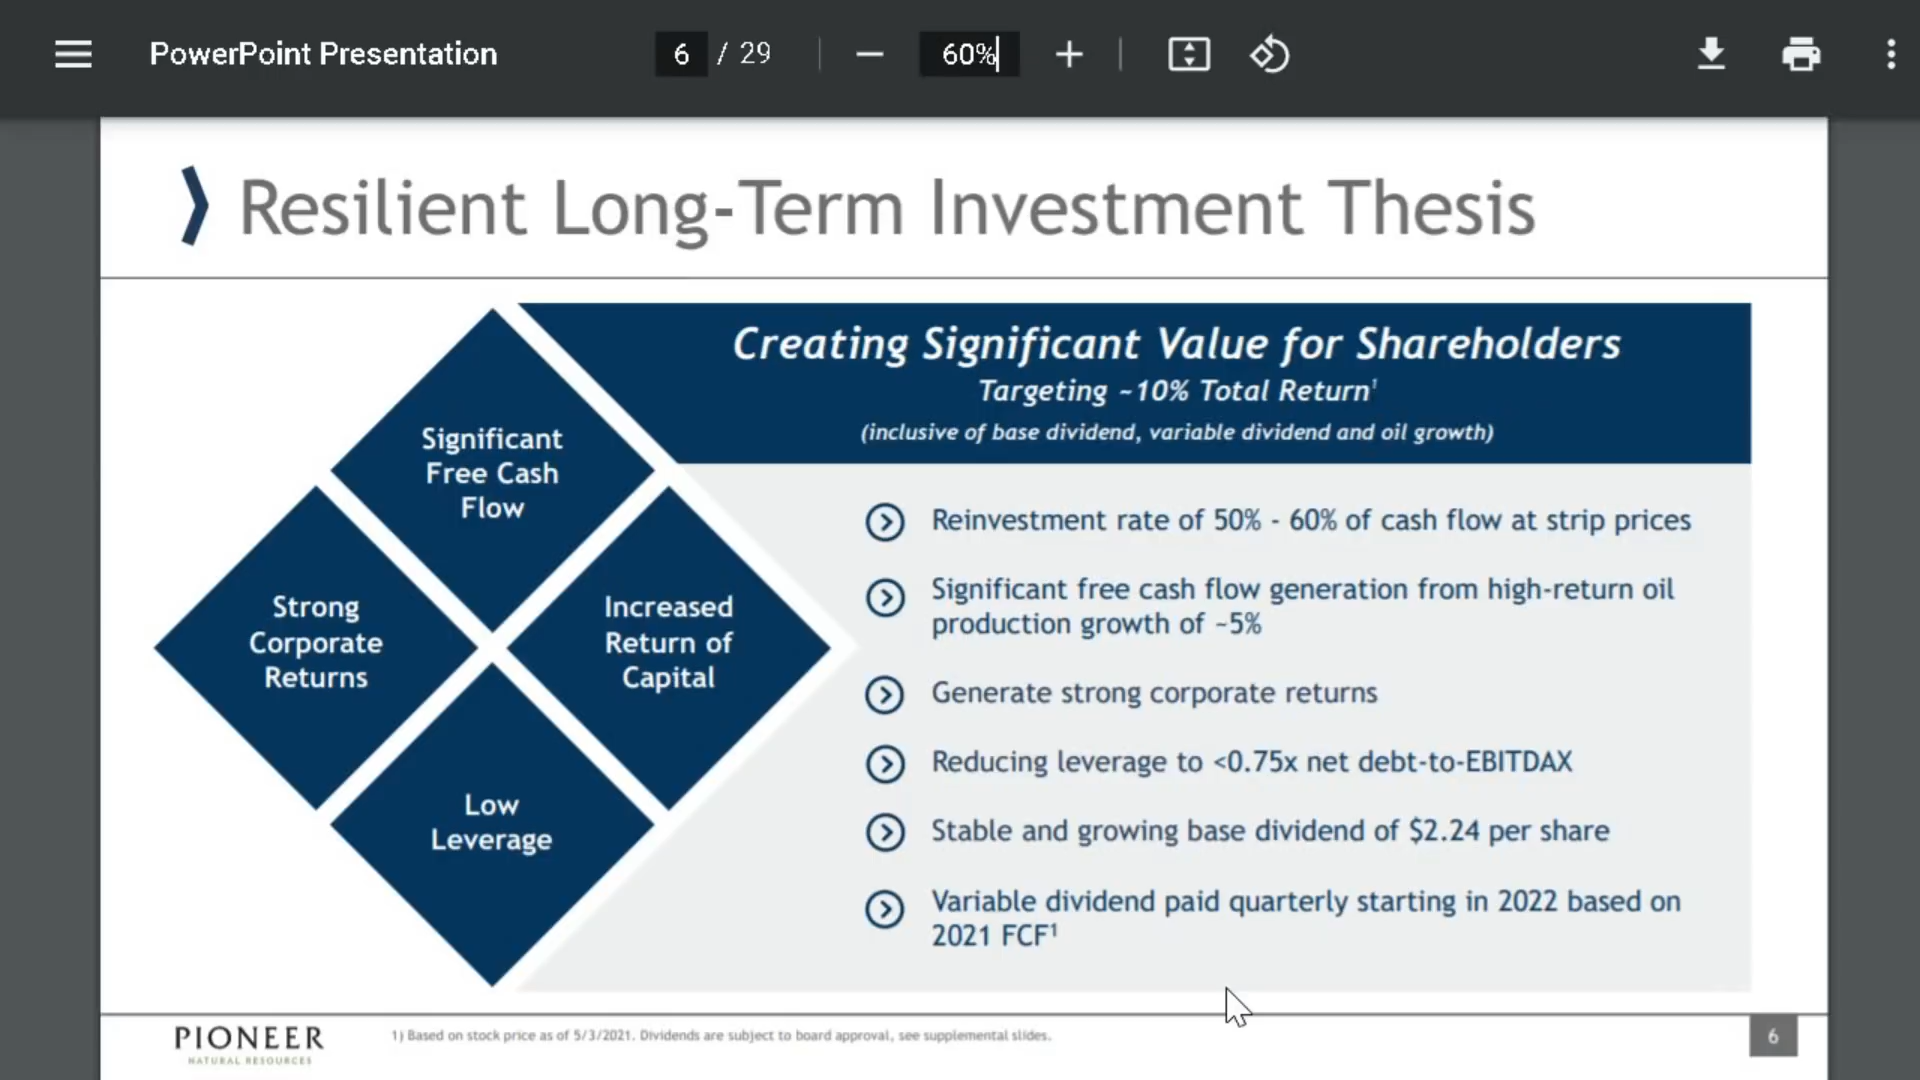 PowerPoint Presentation
6 / 29
60%
Resilient Long-Term Investment Thesis
Creating Significant Value for Shareholders
Targeting ~10% Total Return¹
(inclusive of base dividend, variable dividend and oil growth)
Significant
Free Cash
Flow
Strong
Corporate
Returns
Increased
Return of
Capital
Low
Leverage
Reinvestment rate of 50% - 60% of cash flow at strip prices
Significant free cash flow generation from high-return oil
production growth of ~5%
Generate strong corporate returns
Reducing leverage to <0.75x net debt-to-EBITDAX
Stable and growing base dividend of $2.24 per share
Variable dividend paid quarterly starting in 2022 based on
2021 FCF¹
PIONEER
NATURAL RESOURCES
1) Based on stock price as of 5/3/2021. Dividends are subject to board approval, see supplemental slides.
6